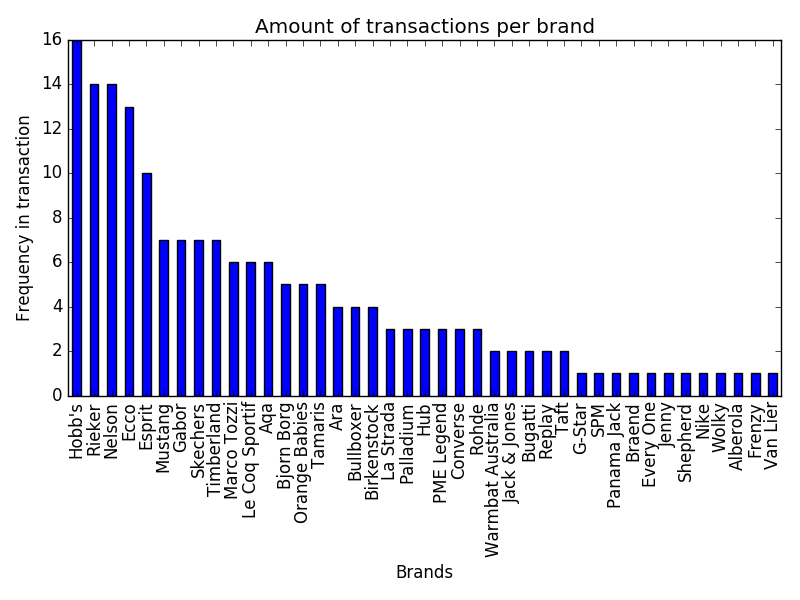 Amount of transactions per brand
Frequency in transaction
16
14
12
10
8
6
4
2
0
Hobb's
Rieker
Nelson
Ecco
Esprit
Mustang
Gabor
Skechers
Timberland
Marco Tozzi
Le Coq Sportif
Aqa
Bjorn Borg
Orange Babies
Tamaris
Ara
Bullboxer
Birkenstock
La Strada
Palladium
Hub
PME Legend
Converse
Rohde
Warmbat Australia
Jack & Jones
Bugatti
Replay
Taft
G-Star
SPM
Panama Jack
Braend
Every One
Jenny
Shepherd
Nike
Wolky
Alberola
Frenzy
Van Lier
Brands